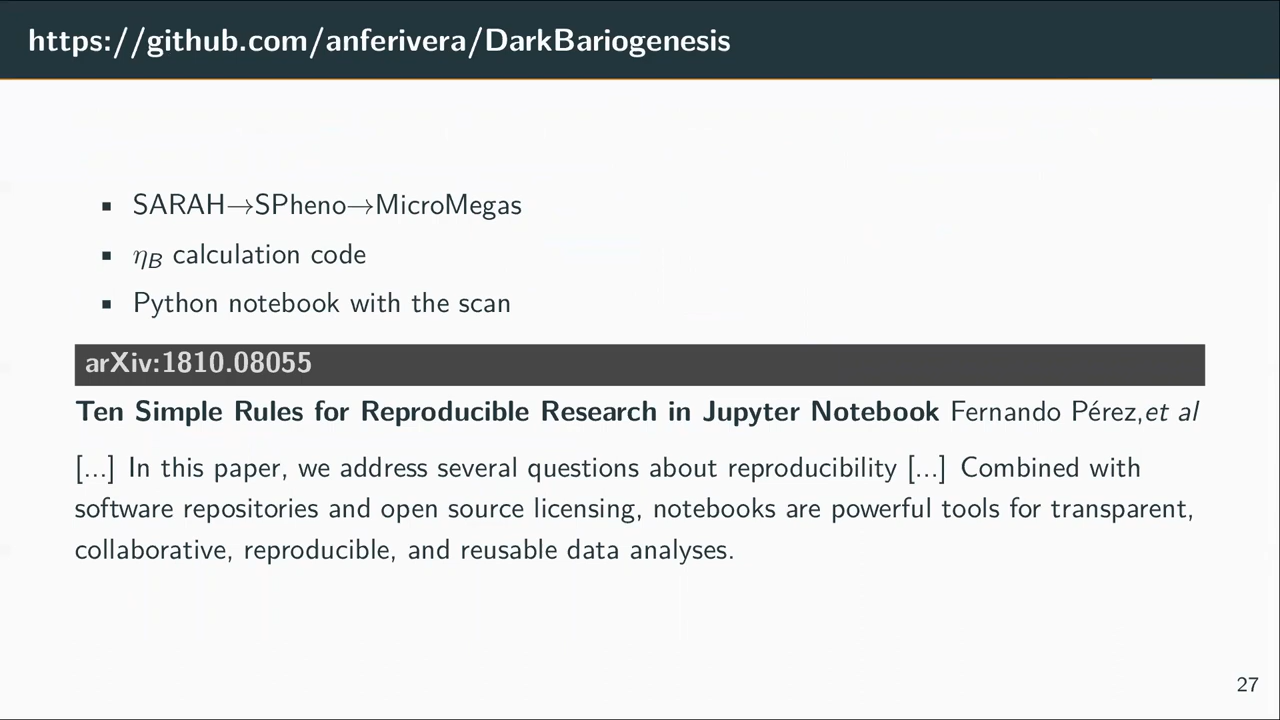 https://github.com/anferivera/DarkBariogenesis
▪ SARAH→SPheno→MicroMegas
▪ η_B calculation code
▪ Python notebook with the scan
arXiv:1810.08055
Ten Simple Rules for Reproducible Research in Jupyter Notebook Fernando Pérez,et al
[...] In this paper, we address several questions about reproducibility [...] Combined with
software repositories and open source licensing, notebooks are powerful tools for transparent,
collaborative, reproducible, and reusable data analyses.
27